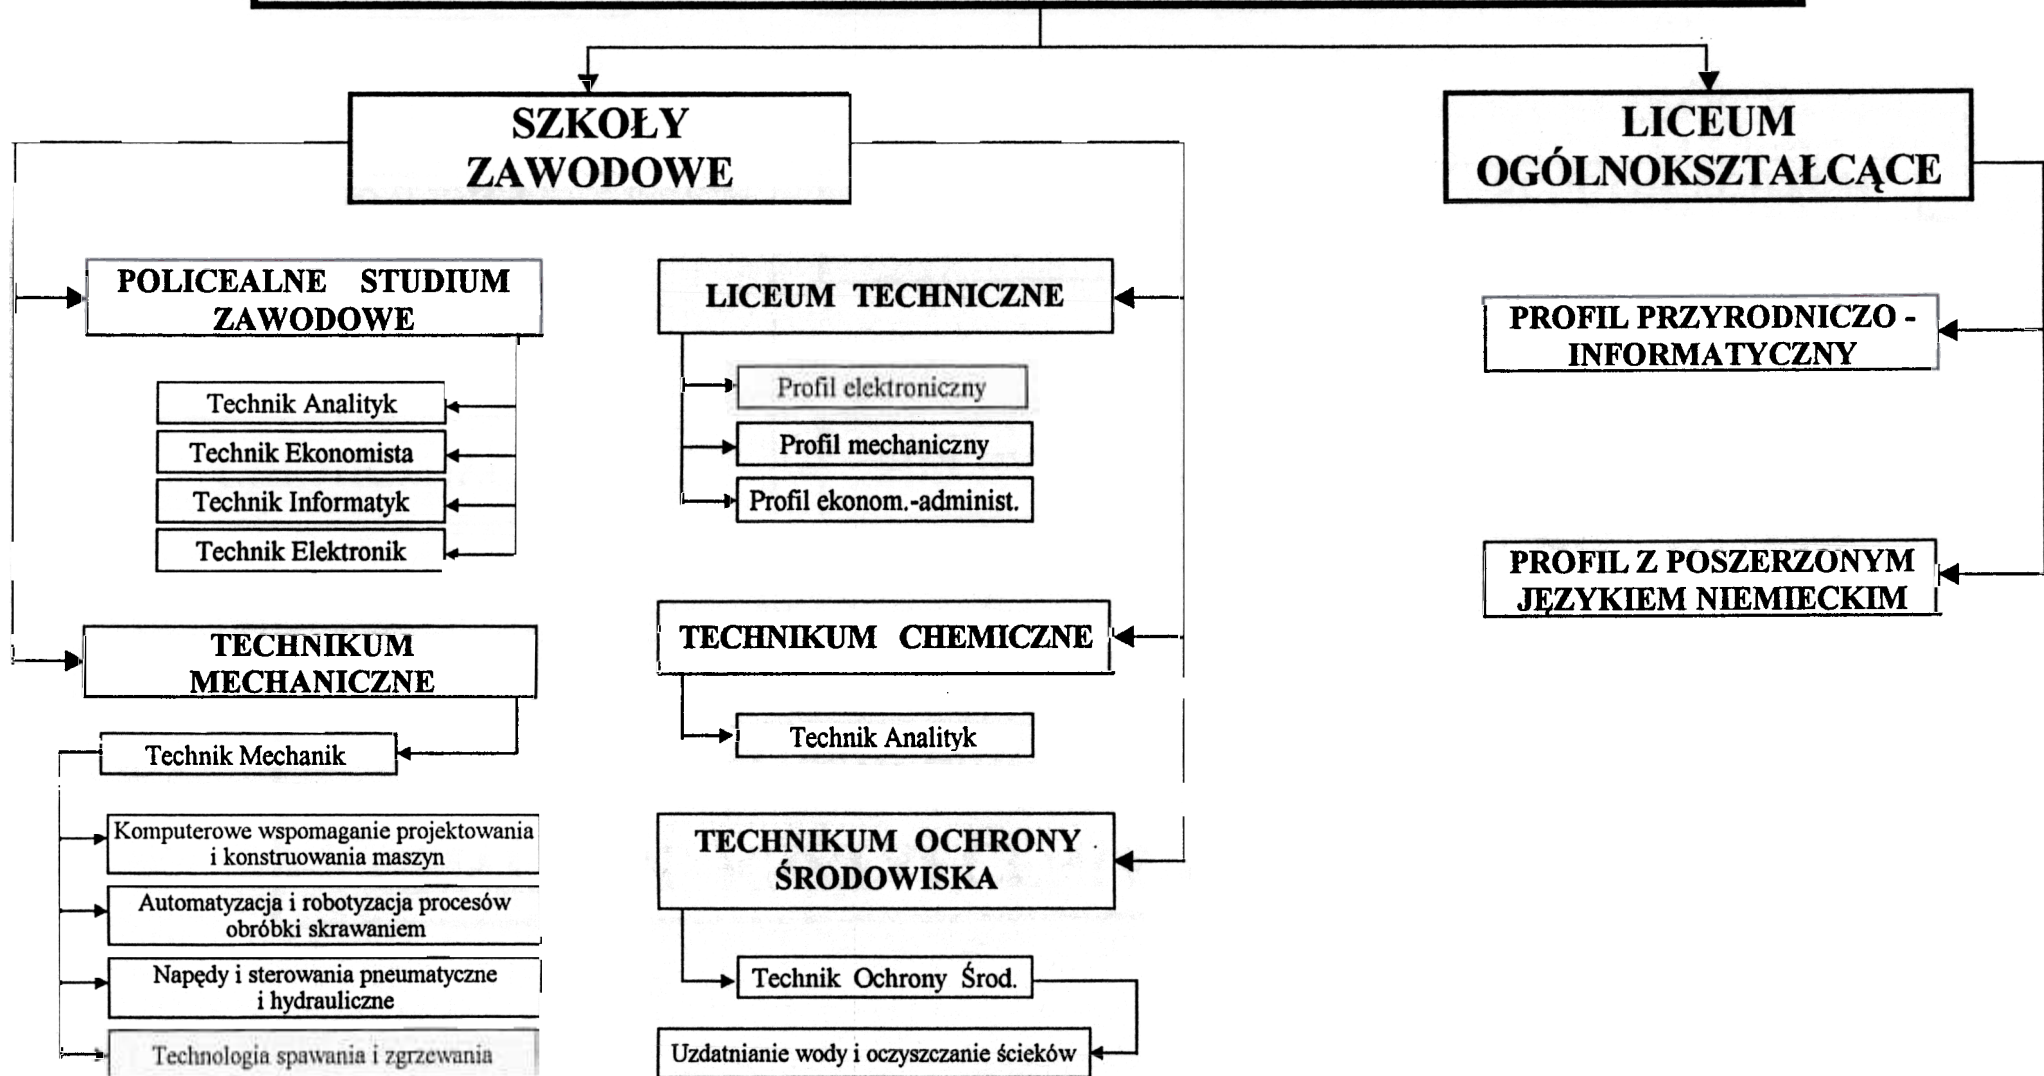 SZKOŁY
ZAWODOWE
LICEUM
OGÓLNOKSZTAŁCĄCE
POLICEALNE STUDIUM
ZAWODOWE
Technik Analityk
Technik Ekonomista
Technik Informatyk
Technik Elektronik
TECHNIKUM
MECHANICZNE
Technik Mechanik
Komputerowe wspomaganie projektowania
i konstruowania maszyn
Automatyzacja i robotyzacja procesów
obróbki skrawaniem
Napędy i sterowania pneumatyczne
i hydrauliczne
Technologia spawania i zgrzewania
LICEUM TECHNICZNE
Profil elektroniczny
Profil mechaniczny
Profil ekonom.-administ.
TECHNIKUM CHEMICZNE
Technik Analityk
TECHNIKUM OCHRONY
ŚRODOWISKA
Technik Ochrony Środ.
Uzdatnianie wody i oczyszczanie ścieków
PROFIL PRZYRODNICZO -
INFORMATYCZNY
PROFIL Z POSZERZONYM
JĘZYKIEM NIEMIECKIM